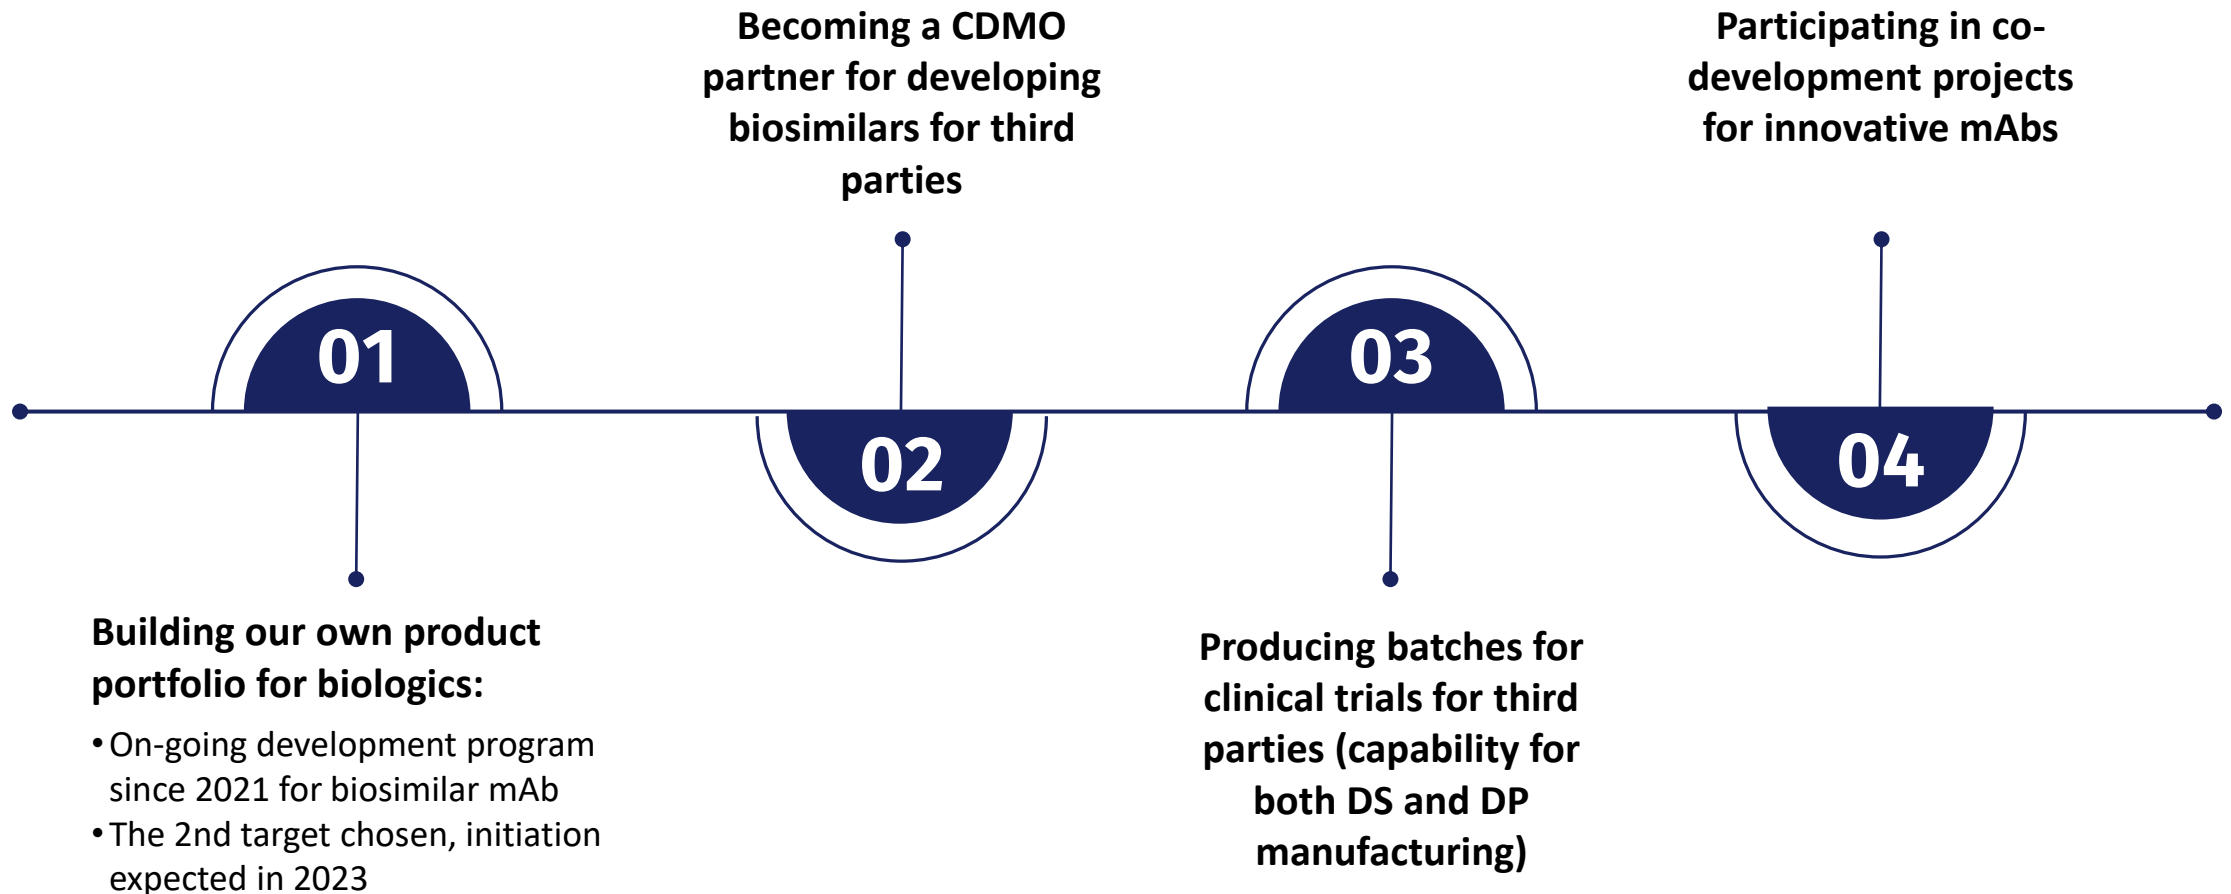 01
Building our own product
portfolio for biologics:
• On-going development program
since 2021 for biosimilar mAb
• The 2nd target chosen, initiation
expected in 2023
Becoming a CDMO
partner for developing
biosimilars for third
parties
02
03
Producing batches for
clinical trials for third
parties (capability for
both DS and DP
manufacturing)
Participating in co-
development projects
for innovative mAbs
04